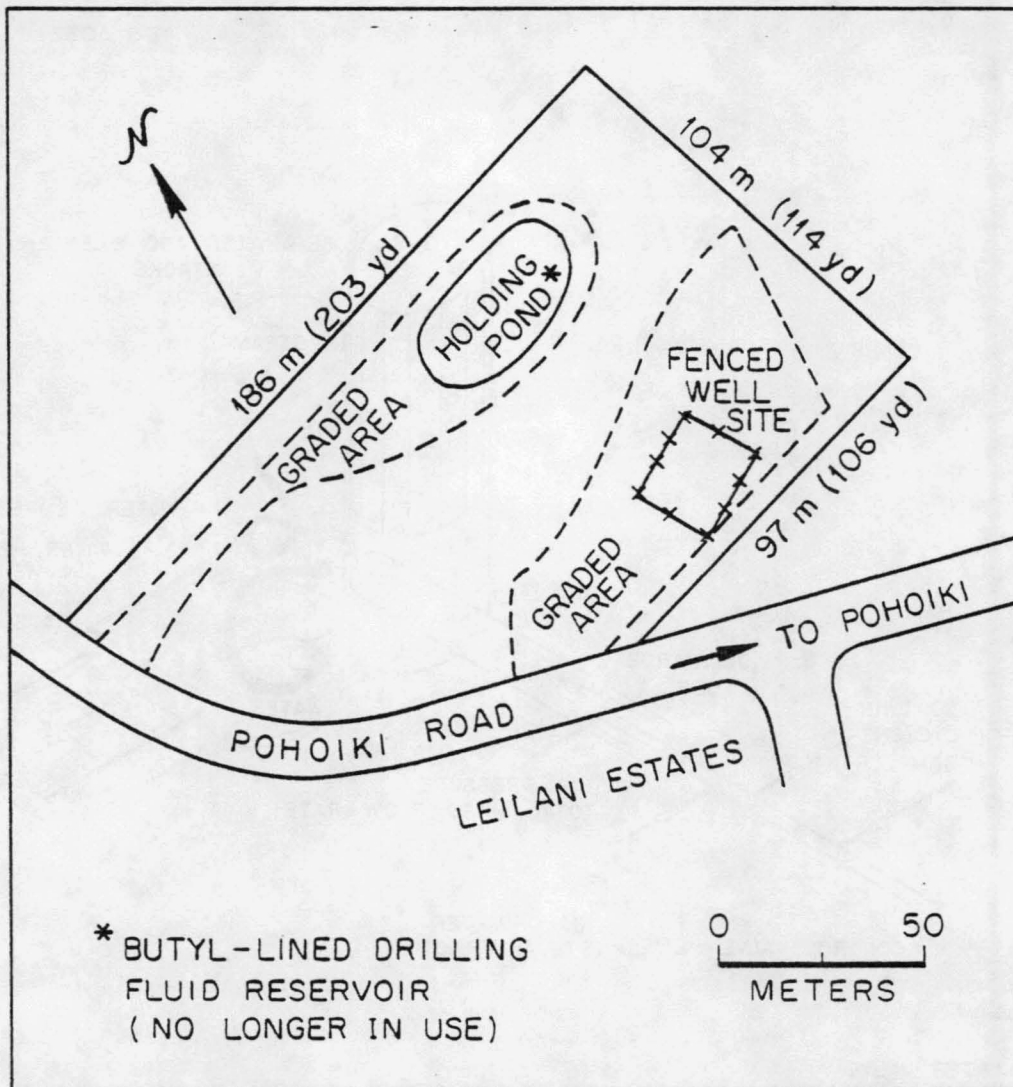 N
104 m (114 yd)
186 m (203 yd)
HOLDING
POND*
GRADED
AREA
FENCED
WELL
SITE
97 m (106 yd)
GRADED
AREA
TO POHOIKI
POHOIKI ROAD
LEILANI ESTATES
* BUTYL-LINED DRILLING
FLUID RESERVOIR
(NO LONGER IN USE)
0 50
METERS